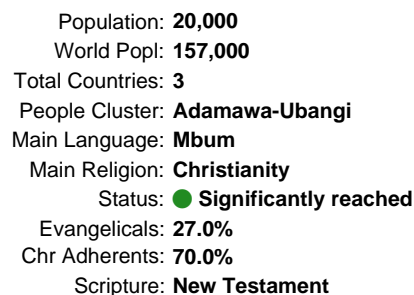 Population: 20,000
World Popl: 157,000
Total Countries: 3
People Cluster: Adamawa-Ubangi
Main Language: Mbum
Main Religion: Christianity
Status: Significantly reached
Evangelicals: 27.0%
Chr Adherents: 70.0%
Scripture: New Testament